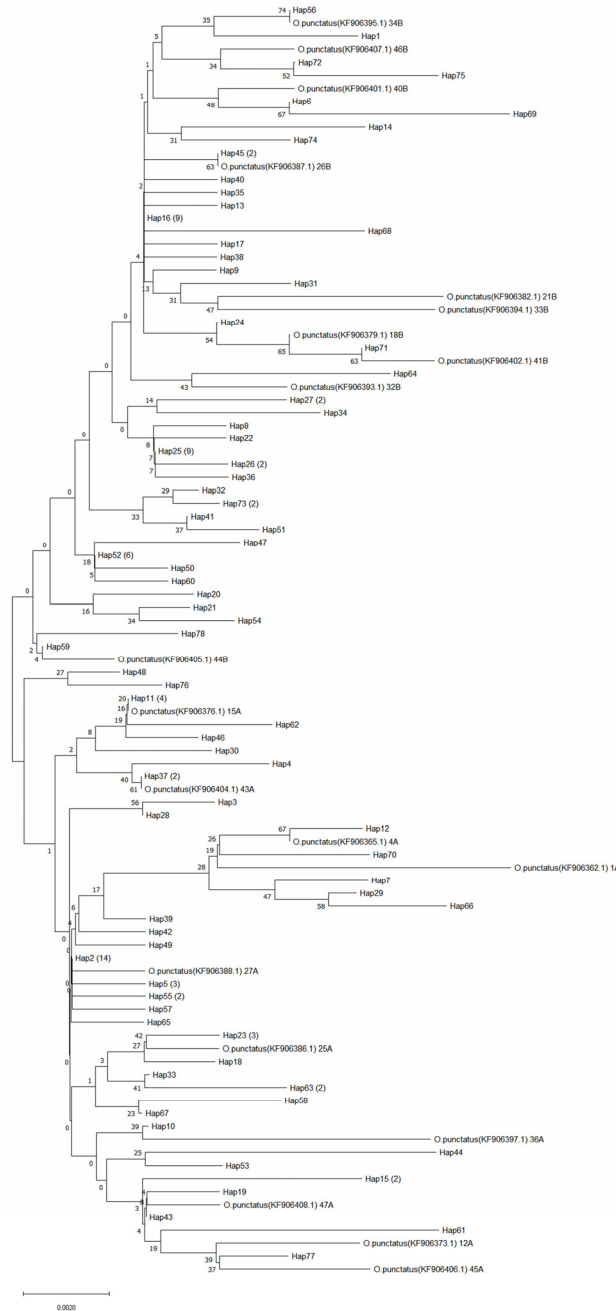 74 Hap56
35 O.punctatus(KF906395.1) 34B
5 Hap1
O.punctatus(KF906407.1) 46B
34 Hap72
1 52 Hap75
O.punctatus(KF906401.1) 40B
48 Hap6
1 67 Hap69
Hap14
31 Hap74
Hap45 (2)
63 O.punctatus(KF906387.1) 26B
2 Hap40
Hap35
Hap13
Hap16 (9)
Hap68
Hap17
4 Hap38
Hap9
13 Hap31
31 O.punctatus(KF906382.1) 21B
47 O.punctatus(KF906394.1) 33B
0 Hap24
54 O.punctatus(KF906379.1) 18B
65 Hap71
63 O.punctatus(KF906402.1) 41B
0 Hap64
43 O.punctatus(KF906393.1) 32B
14 Hap27 (2)
0 Hap34
Hap8
8 Hap22
Hap25 (9)
0 7 Hap26 (2)
7 Hap36
29 Hap32
33 Hap73 (2)
Hap41
37 Hap51
0 Hap47
Hap52 (6)
18 Hap50
5 Hap60
0 Hap20
16 Hap21
34 Hap54
Hap78
2 Hap59
4 O.punctatus(KF906405.1) 44B
27 Hap48
Hap76
20 Hap11 (4)
16 O.punctatus(KF906376.1) 15A
19 Hap62
8 Hap46
2 Hap30
Hap4
40 Hap37 (2)
61 O.punctatus(KF906404.1) 43A
56 Hap3
Hap28
67 Hap12
26 O.punctatus(KF906365.1) 4A
1 19 Hap70
28 O.punctatus(KF906362.1) 1A
Hap7
17 47 Hap29
58 Hap66
6 Hap39
4 Hap42
0 Hap49
0 Hap2 (14)
O.punctatus(KF906388.1) 27A
0 Hap5 (3)
Hap55 (2)
Hap57
Hap65
42 Hap23 (3)
27 O.punctatus(KF906386.1) 25A
3 Hap18
0 Hap33
1 41 Hap63 (2)
Hap58
23 Hap67
39 Hap10
0 O.punctatus(KF906397.1) 36A
0 25 Hap44
Hap53
0 Hap15 (2)
4 Hap19
O.punctatus(KF906408.1) 47A
3 Hap43
4 Hap61
19 O.punctatus(KF906373.1) 12A
39 Hap77
37 O.punctatus(KF906406.1) 45A
0.0020